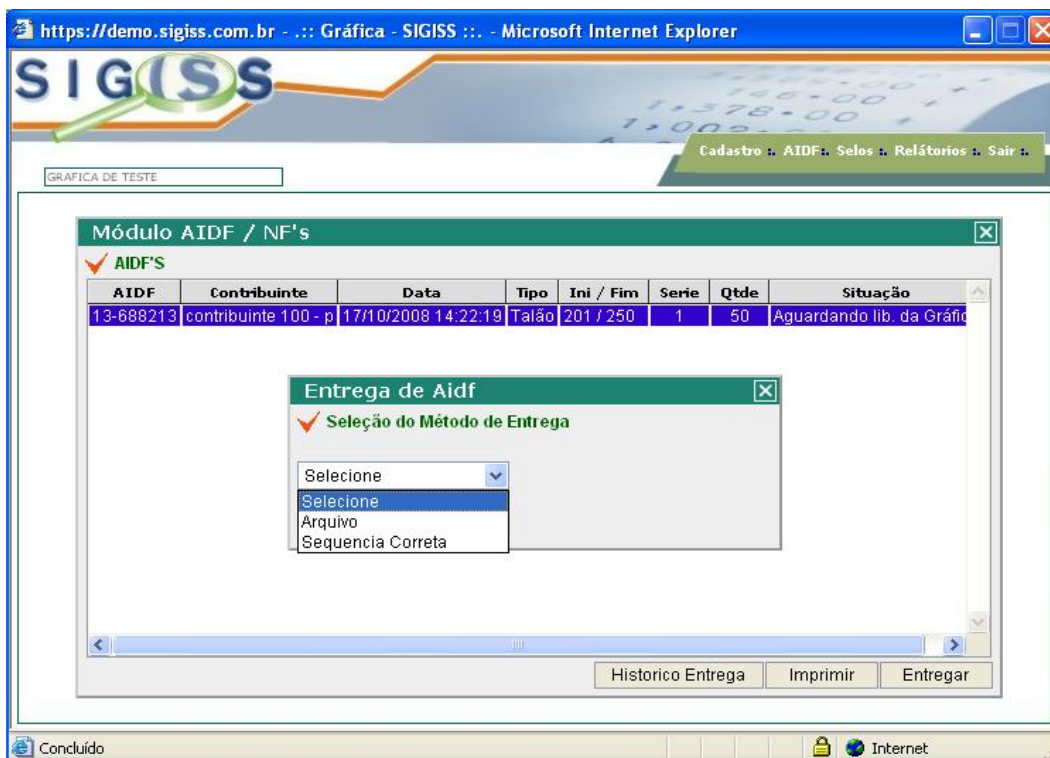 https://demo.sigiss.com.br - .:: Gráfica - SIGISS ::. - Microsoft Internet Explorer
SIGISS
Cadastro :. AIDF:. Selos :. Relátorios :. Sair :.
GRAFICA DE TESTE
Módulo AIDF / NF's
AIDF'S
AIDF Contribuinte Data Tipo Ini / Fim Serie Qtde Situação
13-688213 contribuinte 100 - p 17/10/2008 14:22:19 Talão 201 / 250 1 50 Aguardando lib. da Gráfic
Entrega de Aidf
Seleção do Método de Entrega
Selecione
Selecione
Arquivo
Sequencia Correta
Historico Entrega Imprimir Entregar
Concluído Internet